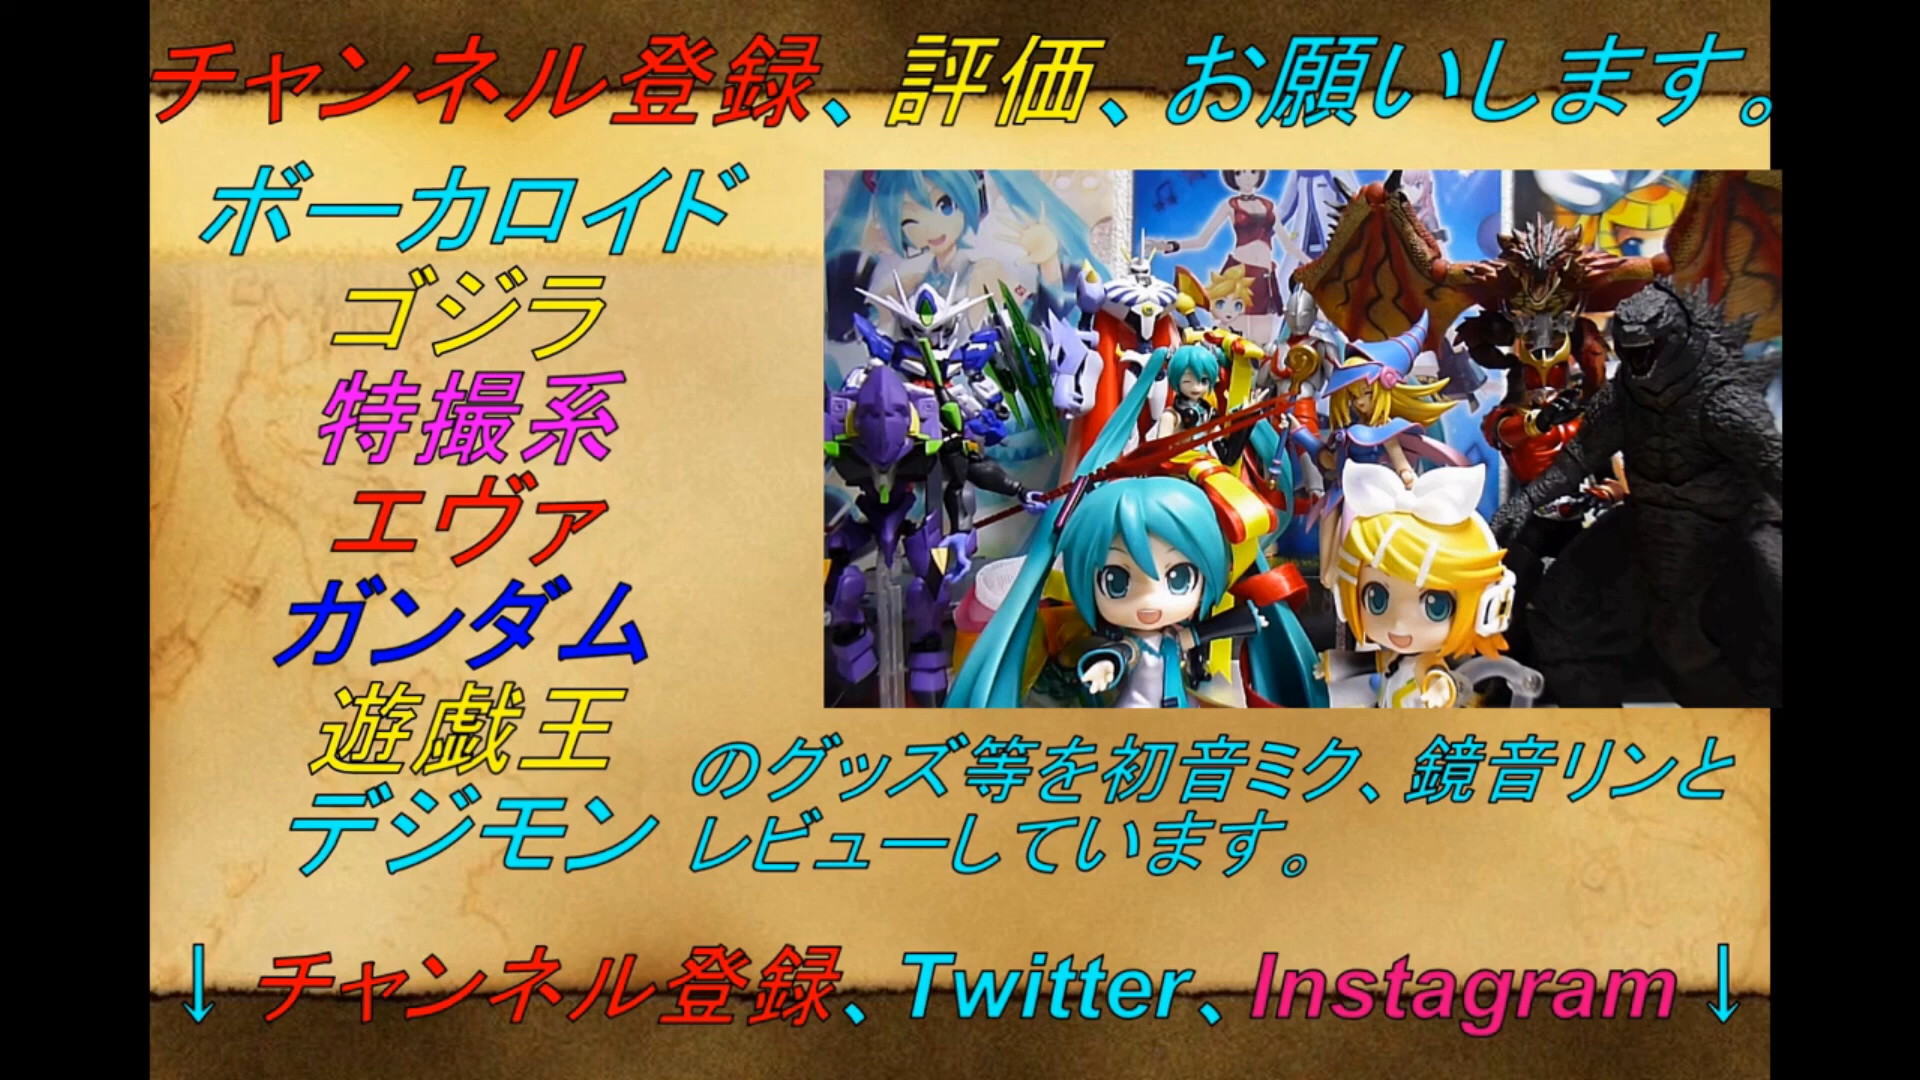 チャンネル登録、評価、お願いします。
ボーカロイド
ゴジラ
特撮系
エヴァ
ガンダム
遊戯王
デジモン
のグッズ等を初音ミク、鏡音リンと
レビューしています。
↓チャンネル登録、Twitter、Instagram↓